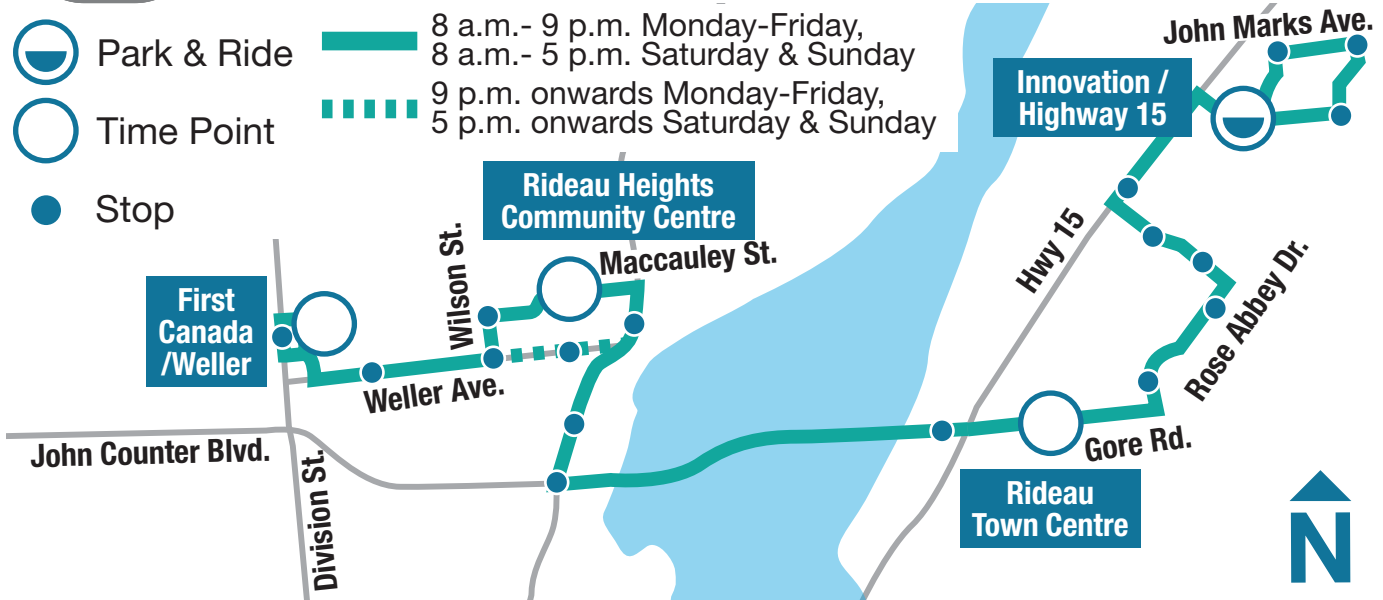 Park & Ride
Time Point
Stop
8 a.m.- 9 p.m. Monday-Friday,
8 a.m.- 5 p.m. Saturday & Sunday
9 p.m. onwards Monday-Friday,
5 p.m. onwards Saturday & Sunday
John Marks Ave.
Innovation /
Highway 15
Rideau Heights
Community Centre
Wilson St.
Maccauley St.
Hwy 15
Rose Abbey Dr.
First
Canada
/Weller
Weller Ave.
John Counter Blvd.
Division St.
Gore Rd.
Rideau
Town Centre
N